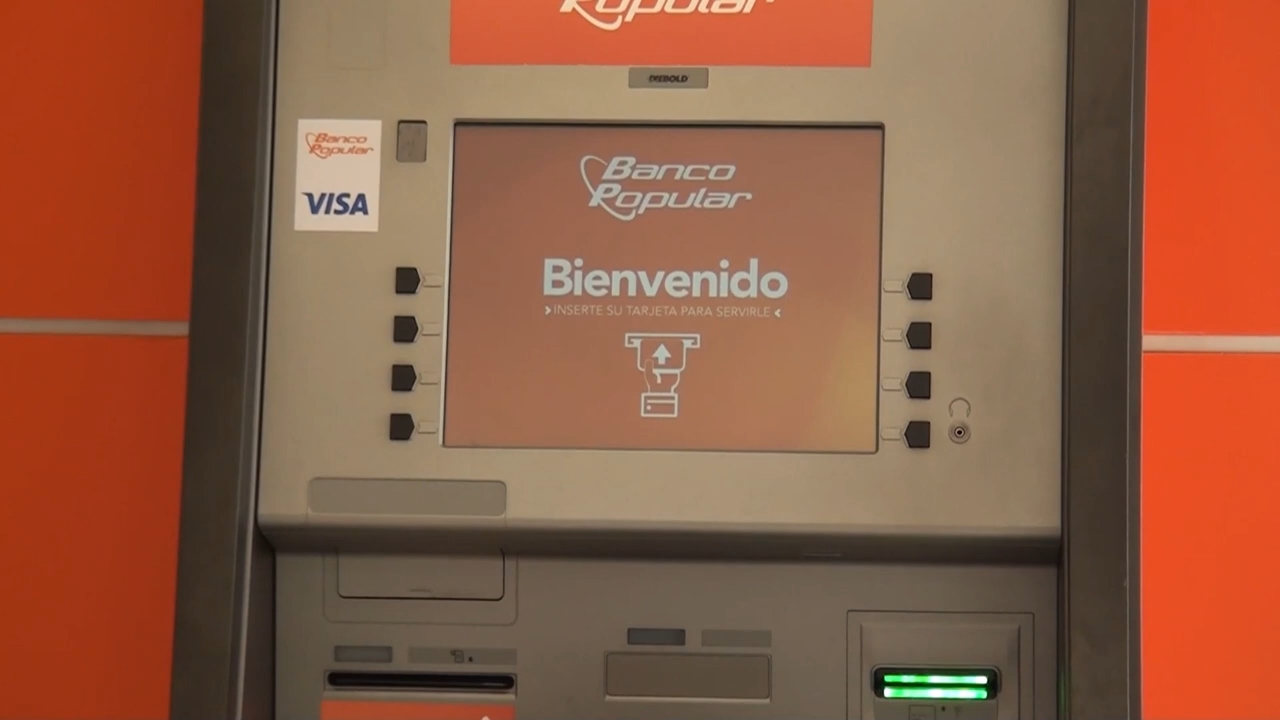 Popular
DIEBOLD
Banco
Popular
VISA
Banco
Popular
Bienvenido
INSERTE SU TARJETA PARA SERVIRLE